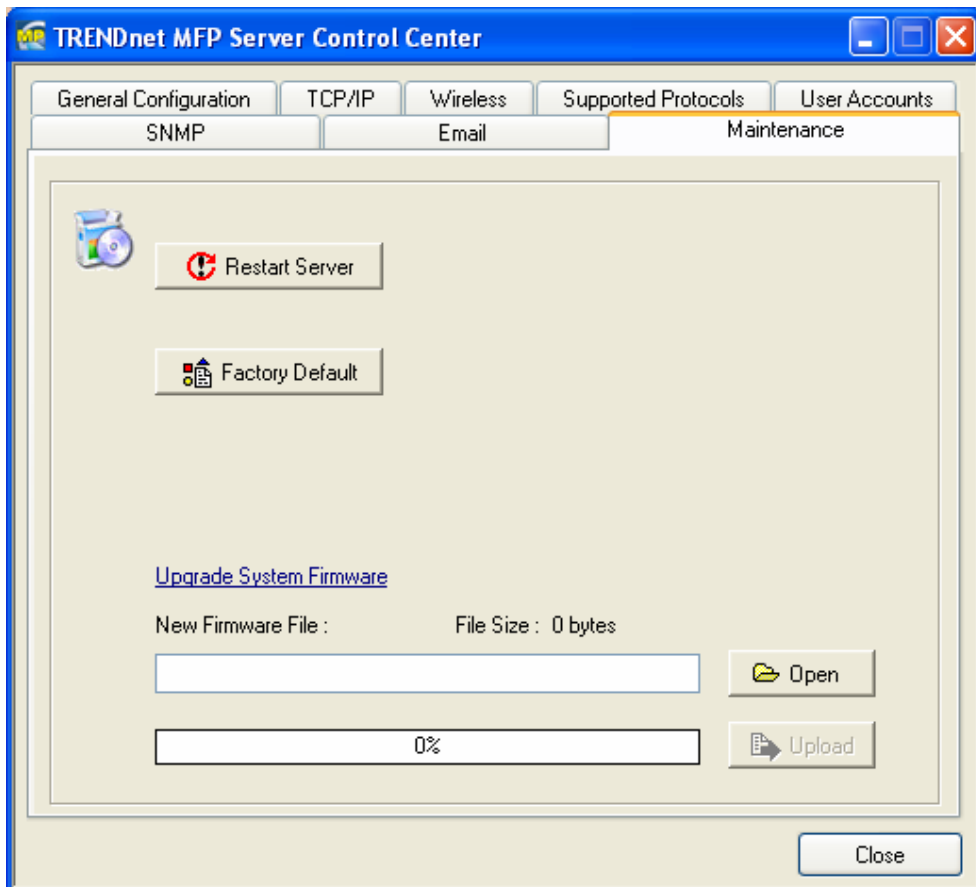 TRENDnet MFP Server Control Center
General Configuration TCP/IP Wireless Supported Protocols User Accounts
SNMP Email Maintenance
Restart Server
Factory Default
Upgrade System Firmware
New Firmware File : File Size : 0 bytes
Open
0% Upload
Close